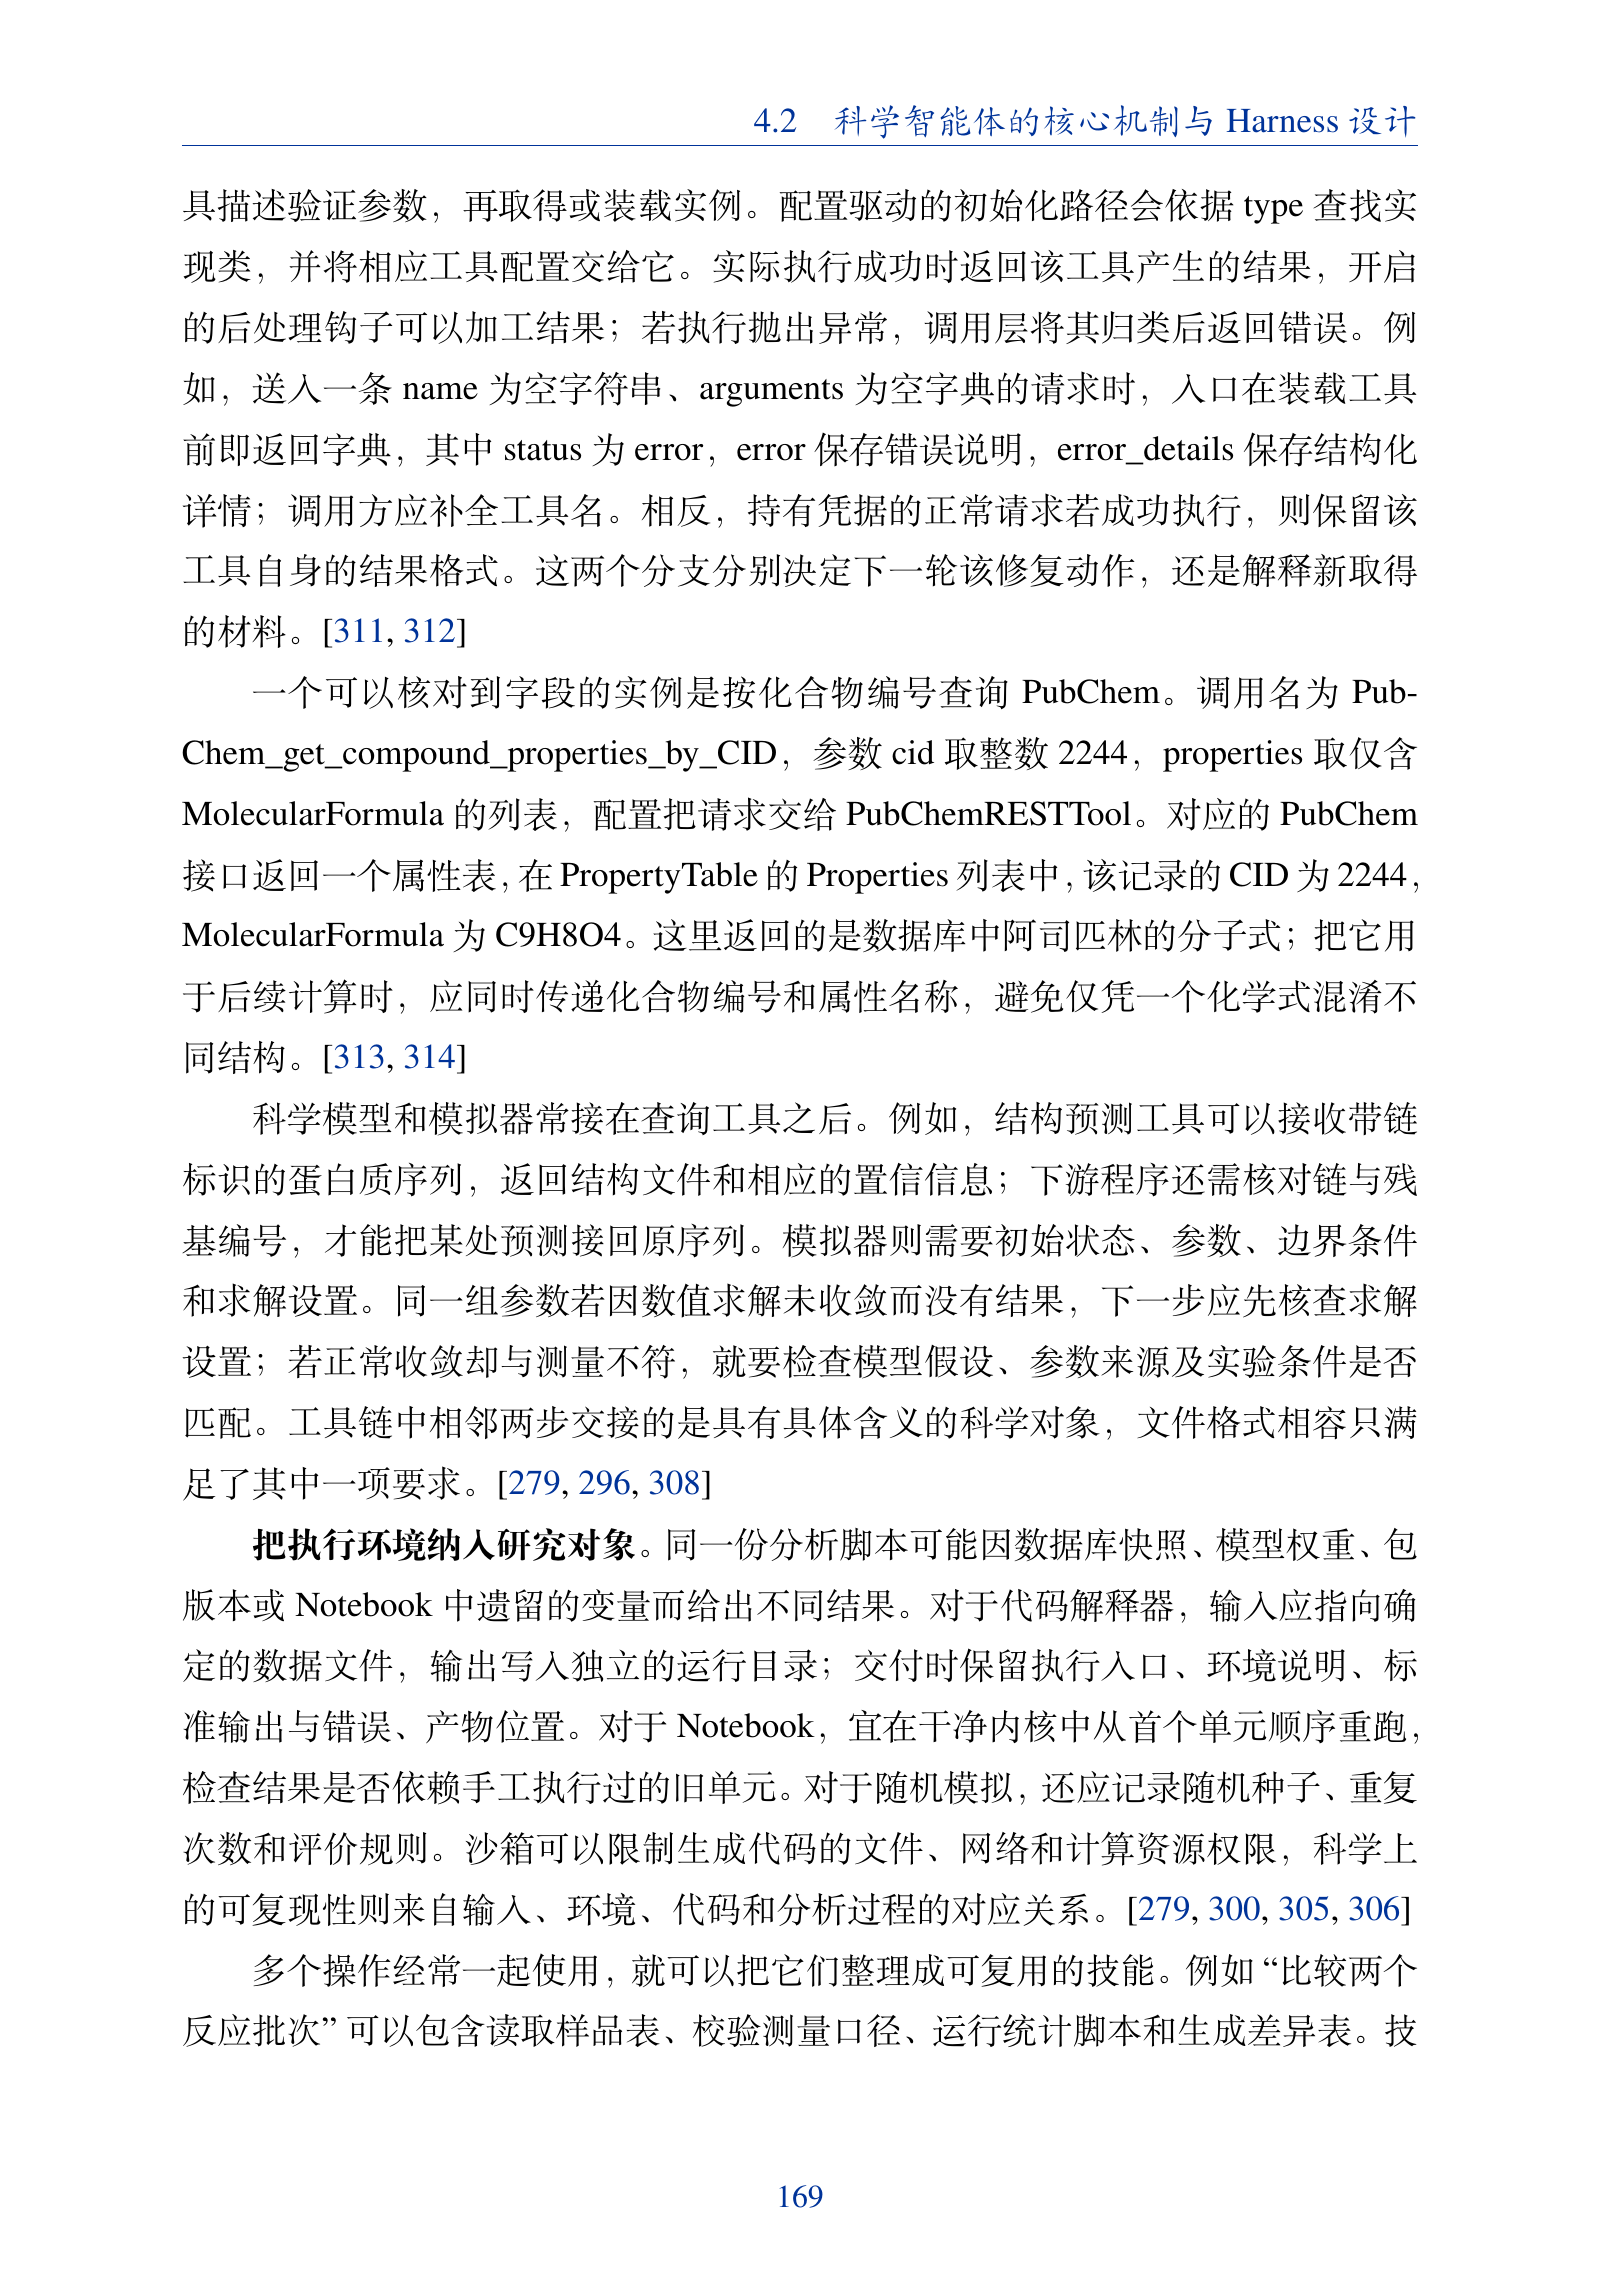 4.2 科学智能体的核心机制与 Harness 设计
具描述验证参数，再取得或装载实例。配置驱动的初始化路径会依据 type 查找实
现类，并将相应工具配置交给它。实际执行成功时返回该工具产生的结果，开启
的后处理钩子可以加工结果；若执行抛出异常，调用层将其归类后返回错误。例
如，送入一条 name 为空字符串、arguments 为空字典的请求时，入口在装载工具
前即返回字典，其中 status 为 error，error 保存错误说明，error_details 保存结构化
详情；调用方应补全工具名。相反，持有凭据的正常请求若成功执行，则保留该
工具自身的结果格式。这两个分支分别决定下一轮该修复动作，还是解释新取得
的材料。[311, 312]
一个可以核对到字段的实例是按化合物编号查询 PubChem。调用名为 Pub-
Chem_get_compound_properties_by_CID，参数 cid 取整数 2244，properties 取仅含
MolecularFormula 的列表，配置把请求交给 PubChemRESTTool。对应的 PubChem
接口返回一个属性表，在 PropertyTable 的 Properties 列表中，该记录的 CID 为 2244，
MolecularFormula 为 C9H8O4。这里返回的是数据库中阿司匹林的分子式；把它用
于后续计算时，应同时传递化合物编号和属性名称，避免仅凭一个化学式混淆不
同结构。[313, 314]
科学模型和模拟器常接在查询工具之后。例如，结构预测工具可以接收带链
标识的蛋白质序列，返回结构文件和相应的置信信息；下游程序还需核对链与残
基编号，才能把某处预测接回原序列。模拟器则需要初始状态、参数、边界条件
和求解设置。同一组参数若因数值求解未收敛而没有结果，下一步应先核查求解
设置；若正常收敛却与测量不符，就要检查模型假设、参数来源及实验条件是否
匹配。工具链中相邻两步交接的是具有具体含义的科学对象，文件格式相容只满
足了其中一项要求。[279, 296, 308]
把执行环境纳入研究对象。同一份分析脚本可能因数据库快照、模型权重、包
版本或 Notebook 中遗留的变量而给出不同结果。对于代码解释器，输入应指向确
定的数据文件，输出写入独立的运行目录；交付时保留执行入口、环境说明、标
准输出与错误、产物位置。对于 Notebook，宜在干净内核中从首个单元顺序重跑，
检查结果是否依赖手工执行过的旧单元。对于随机模拟，还应记录随机种子、重复
次数和评价规则。沙箱可以限制生成代码的文件、网络和计算资源权限，科学上
的可复现性则来自输入、环境、代码和分析过程的对应关系。[279, 300, 305, 306]
多个操作经常一起使用，就可以把它们整理成可复用的技能。例如“比较两个
反应批次”可以包含读取样品表、校验测量口径、运行统计脚本和生成差异表。技
169